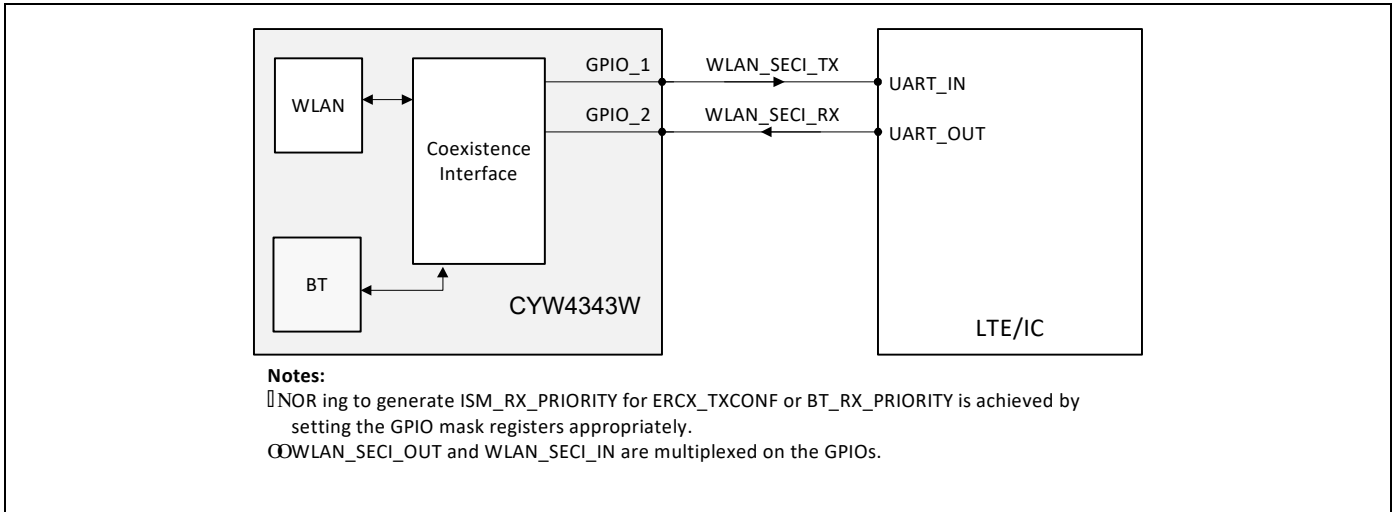 GPIO_1 WLAN_SECI_TX
UART_IN
WLAN
GPIO_2 WLAN_SECI_RX
UART_OUT
Coexistence
Interface
BT
CYW4343W
LTE/IC
Notes:
NOR ing to generate ISM_RX_PRIORITY for ERCX_TXCONF or BT_RX_PRIORITY is achieved by
setting the GPIO mask registers appropriately.
WLAN_SECI_OUT and WLAN_SECI_IN are multiplexed on the GPIOs.